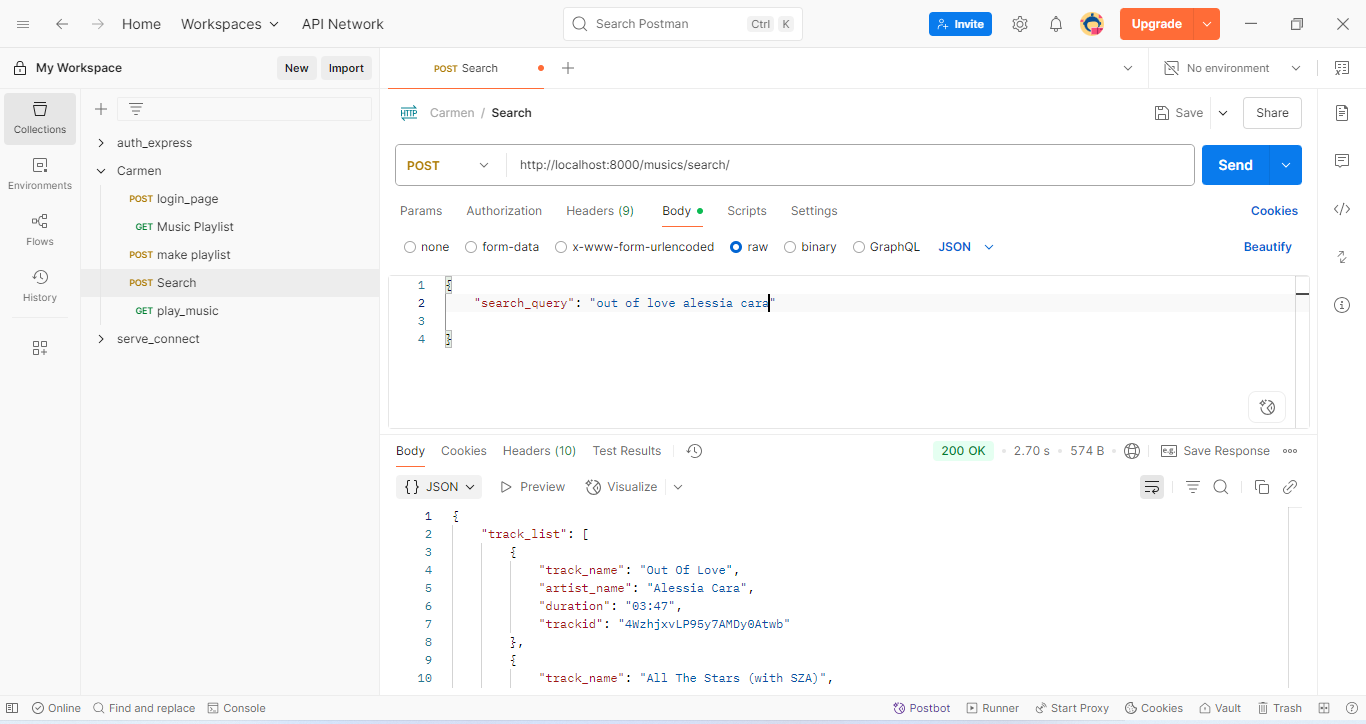 Home Workspaces API Network Search Postman Ctrl K Invite Upgrade
My Workspace New Import POST Search No environment
Collections
Environments
Flows
History
auth_express
Carmen
POST login_page
GET Music Playlist
POST make playlist
POST Search
GET play_music
serve_connect
HTTP Carmen / Search Save Share
POST http://localhost:8000/musics/search/ Send
Params Authorization Headers (9) Body Scripts Settings Cookies
none form-data x-www-form-urlencoded raw binary GraphQL JSON Beautify
1 {
2 "search_query": "out of love alessia cara"
3
4 }
Body Cookies Headers (10) Test Results 200 OK 2.70 s 574 B e.g. Save Response
{} JSON Preview Visualize
1 {
2 "track_list": [
3 {
4 "track_name": "Out Of Love",
5 "artist_name": "Alessia Cara",
6 "duration": "03:47",
7 "trackid": "4WzhjxvLP95y7AMDy0Atwb"
8 },
9 {
10 "track_name": "All The Stars (with SZA)",
Online Find and replace Console Postbot Runner Start Proxy Cookies Vault Trash